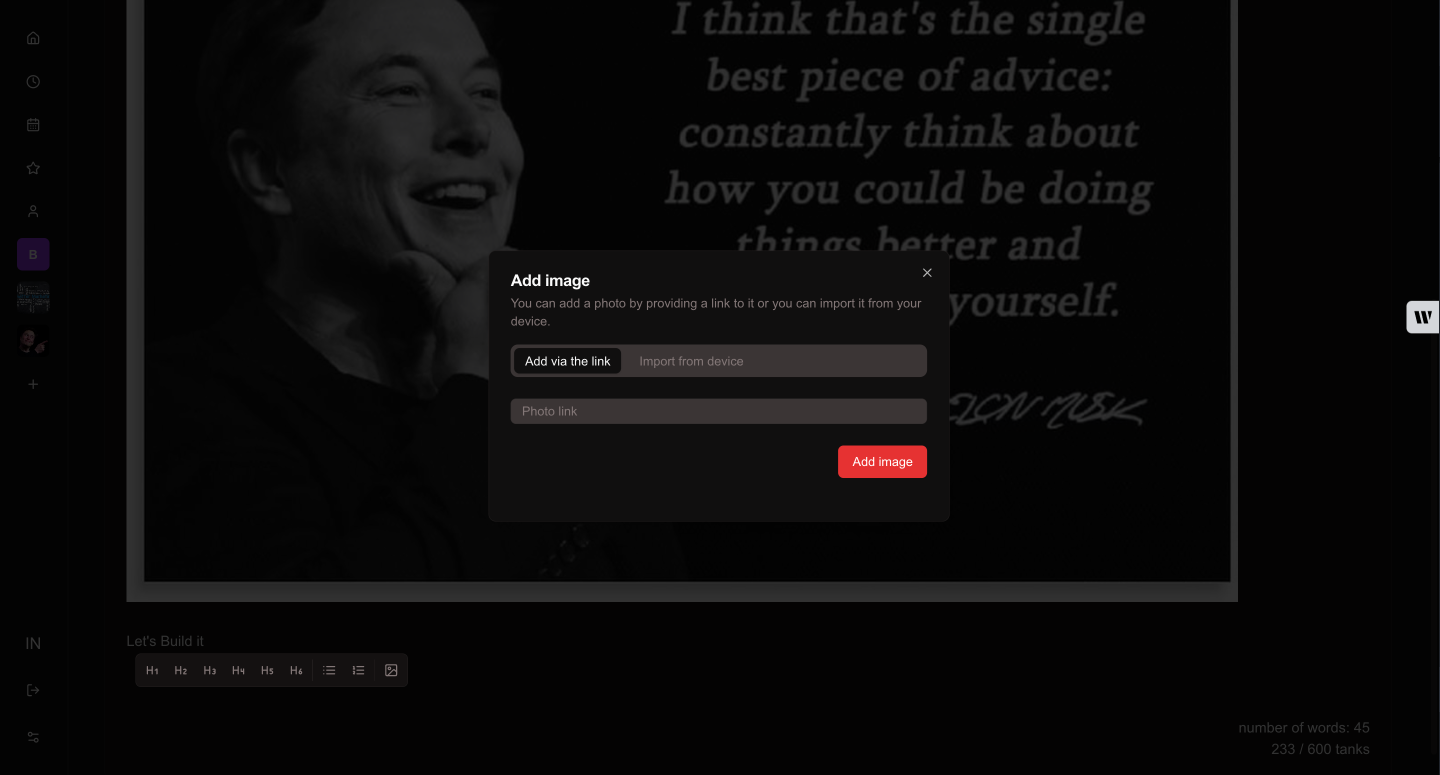 I think that's the single
best piece of advice:
constantly think about
how you could be doing
things better and
yourself.
ELON MUSK
B
Add image
You can add a photo by providing a link to it or you can import it from your
device.
Add via the link
Import from device
Photo link
Add image
W
IN
Let's Build it
H1 H2 H3 H4 H5 H6
number of words: 45
233 / 600 tanks